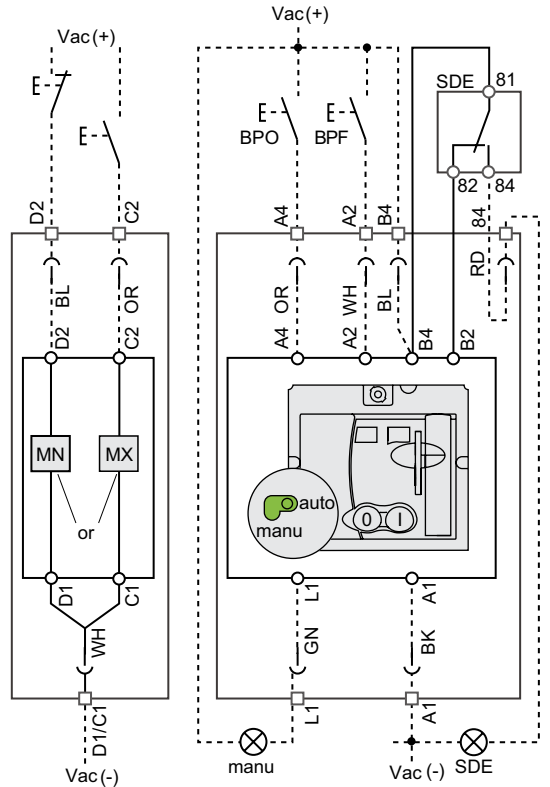 Vac (+)
D2
C2
BL
OR
D2
C2
MN
MX
or
D1
C1
WH
D1/C1
Vac (-)
Vac (+)
BPO
BPF
SDE
81
82
84
A4
A2
B4
84
OR
WH
BL
RD
A4
A2
B4
B2
auto
manu
0
I
L1
A1
GN
BK
L1
A1
manu
Vac (-)
SDE